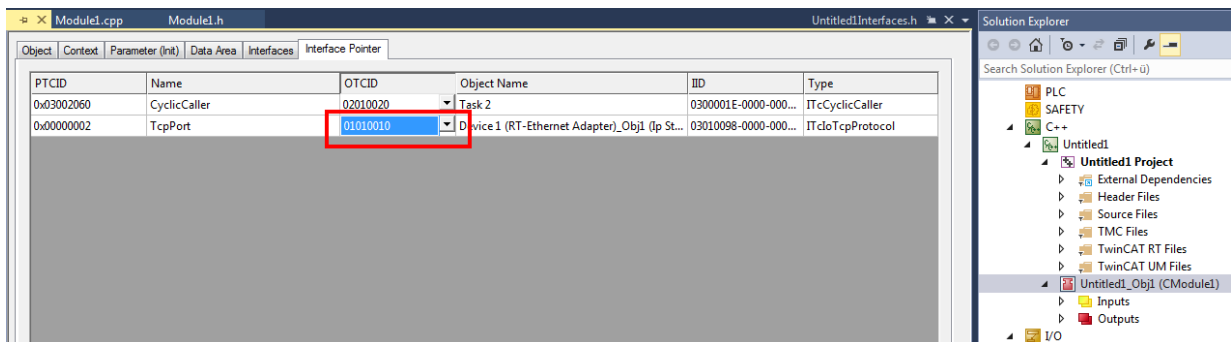 Module1.cpp Module1.h Untitled1Interfaces.h
Object Context Parameter (Init) Data Area Interfaces Interface Pointer
PTCID Name OTCID Object Name IID Type
0x03002060 CyclicCaller 02010020 Task 2 0300001E-0000-000... ITcCyclicCaller
0x00000002 TcpPort 01010010 Device 1 (RT-Ethernet Adapter)_Obj1 (Ip St... 03010098-0000-000... ITcIoTcpProtocol
Solution Explorer
Search Solution Explorer (Ctrl+ü)
PLC
SAFETY
C++
Untitled1
Untitled1 Project
External Dependencies
Header Files
Source Files
TMC Files
TwinCAT RT Files
TwinCAT UM Files
Untitled1_Obj1 (CModule1)
Inputs
Outputs
I/O